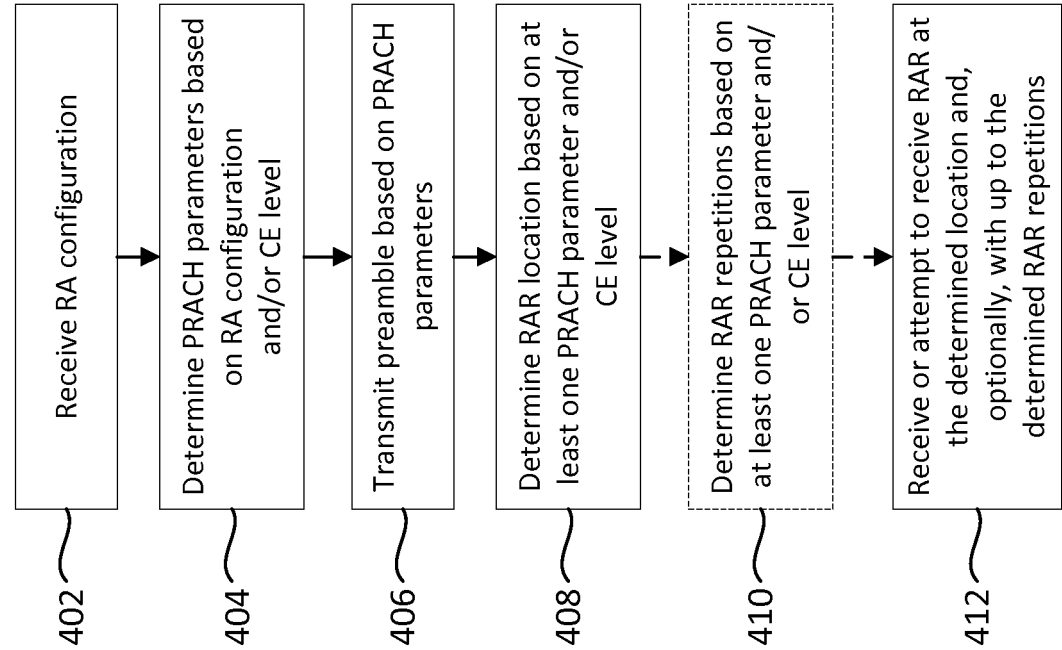 402
Receive RA configuration
404
Determine PRACH parameters based
on RA configuration
and/or CE level
406
Transmit preamble based on PRACH
parameters
408
Determine RAR location based on at
least one PRACH parameter and/or
CE level
410
Determine RAR repetitions based on
at least one PRACH parameter and/
or CE level
412
Receive or attempt to receive RAR at
the determined location and,
optionally, with up to the
determined RAR repetitions